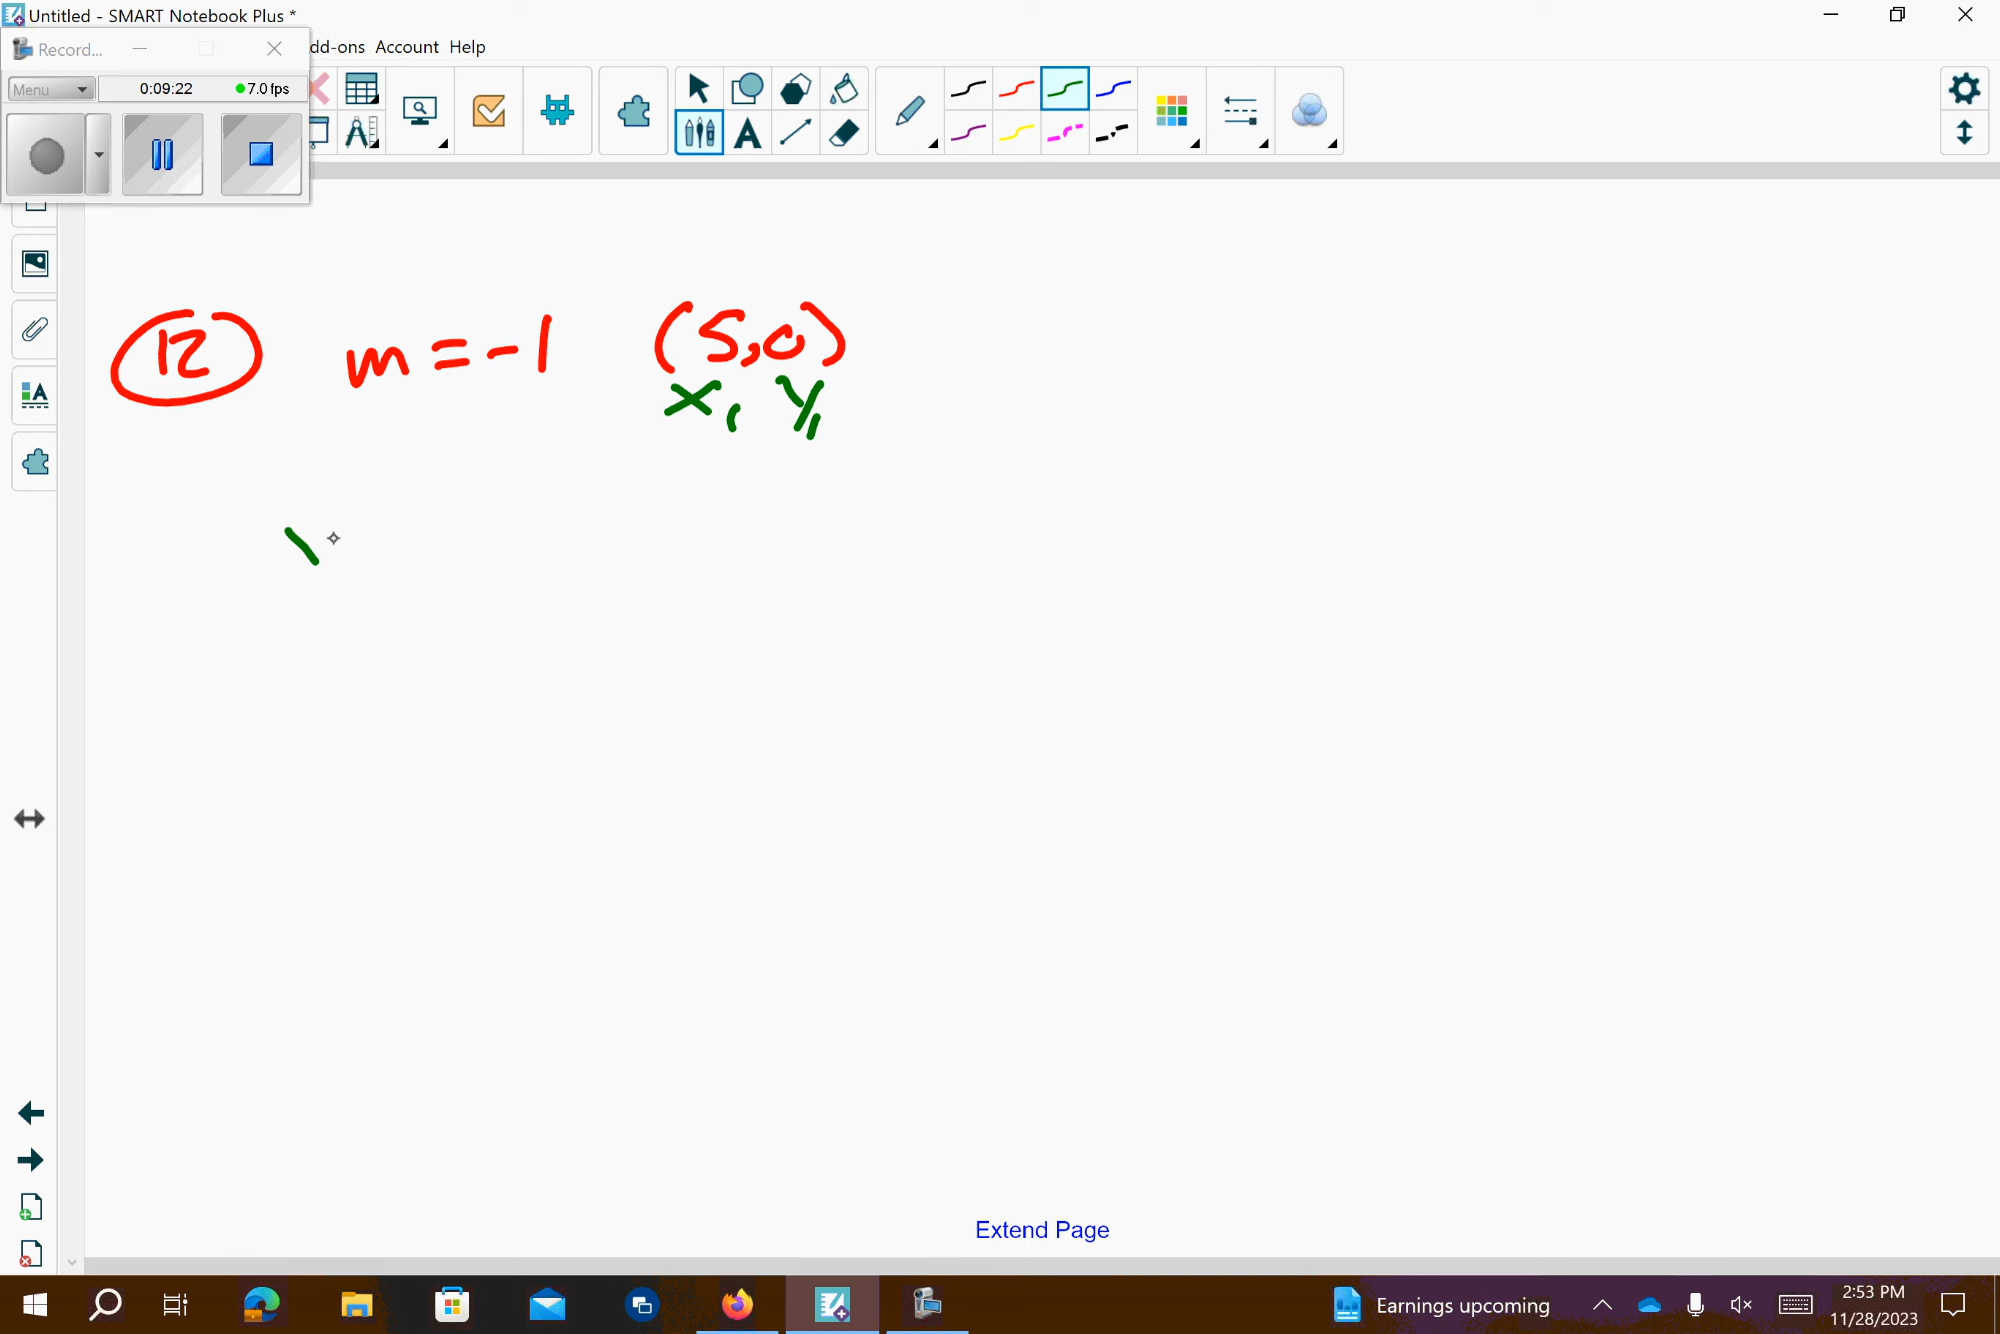 Untitled - SMART Notebook Plus *
Record...
dd-ons Account Help
Menu 0:09:22 7.0 fps
12 m = -1 (5,0)
x₁ y₁
Extend Page
Earnings upcoming
2:53 PM
11/28/2023